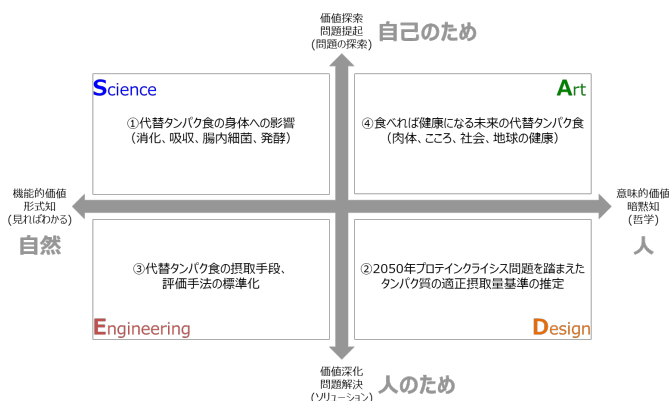 価値探索
問題提起
(問題の探索)
自己のため
Science
Art
①代替タンパク食の身体への影響
（消化、吸収、腸内細菌、発酵）
④食べれば健康になる未来の代替タンパク食
（肉体、こころ、社会、地球の健康）
機能的価値
形式知
(見ればわかる)
自然
意味的価値
暗黙知
(哲学)
人
③代替タンパク食の摂取手段、
評価手法の標準化
②2050年プロテインクライシス問題を踏まえた
タンパク質の適正摂取量基準の推定
Engineering
Design
価値深化
問題解決
(ソリューション)
人のため